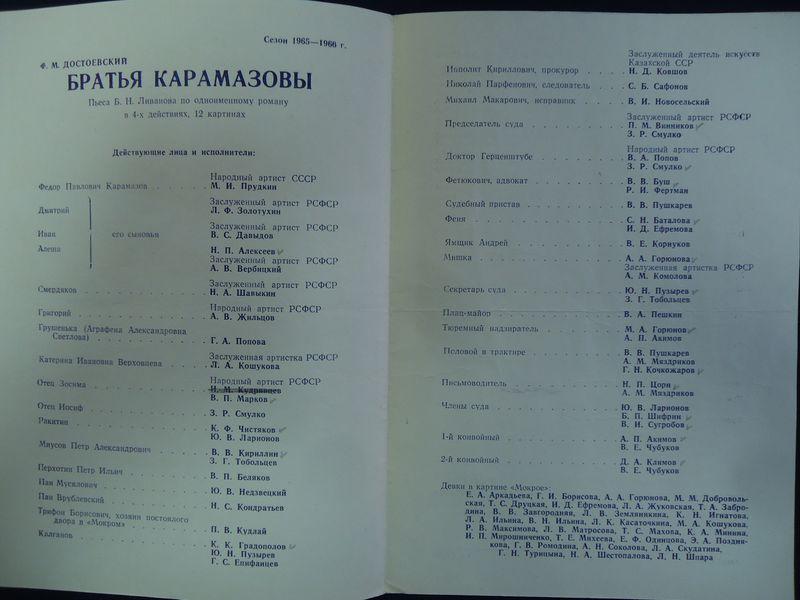 Сезон 1965—1966 г.
Ф. М. ДОСТОЕВСКИЙ
БРАТЬЯ КАРАМАЗОВЫ
Пьеса Б. Н. Ливанова по одноименному роману
в 4-х действиях, 12 картинах
Действующие лица и исполнители:
Народный артист СССР
Федор Павлович Карамазов . . . . . М. И. Прудкин
Заслуженный артист РСФСР
Дмитрий Л. Ф. Золотухин
Заслуженный артист РСФСР
Иван его сыновья В. С. Давыдов
Алеша Н. П. Алексеев
Заслуженный артист РСФСР
А. В. Вербицкий
Заслуженный артист РСФСР
Смердяков . . . . . Н. А. Шавыкин
Народный артист РСФСР
Григорий . . . . . А. В. Жильцов
Грушенька (Аграфена Александровна
Светлова) . . . . . Г. А. Попова
Заслуженная артистка РСФСР
Катерина Ивановна Верховцева . . . . Л. А. Кошукова
Народный артист РСФСР
Отец Зосима . . . . . И. М. Кудрявцев
В. П. Марков
Отец Иосиф . . . . . З. Р. Смулко
Ракитин . . . . . К. Ф. Чистяков
Ю. В. Ларионов
Миусов Петр Александрович . . . . . В. В. Кириллин
З. Г. Тобольцев
Перхотин Петр Ильич . . . . . В. П. Беляков
Пан Муссялович . . . . . Ю. В. Недзвецкий
Пан Врублевский . . . . . Н. С. Кондратьев
Трифон Борисович, хозяин постоялого
двора в «Мокром» . . . . . П. В. Кудлай
Калганов . . . . . К. К. Градополов
Ю. Н. Пузырев
Г. С. Епифанцев
Заслуженный деятель искусств
Казахской ССР
Ипполит Кириллович, прокурор . . . . Н. Д. Ковшов
Николай Парфенович, следователь . . . . С. Б. Сафонов
Михаил Макарович, исправник . . . . В. И. Новосельский
Заслуженный артист РСФСР
Председатель суда . . . . . П. М. Винников
З. Р. Смулко
Народный артист РСФСР
Доктор Герценштубе . . . . . В. А. Попов
З. Р. Смулко
Фетюкович, адвокат . . . . . В. В. Буш
Р. И. Фертман
Судебный пристав . . . . . В. В. Пушкарев
Феня . . . . . С. Н. Баталова
И. Д. Ефремова
Ямщик Андрей . . . . . В. Е. Корнуков
Мишка . . . . . А. А. Горюнова
Заслуженная артистка РСФСР
А. М. Комолова
Секретарь суда . . . . . Ю. Н. Пузырев
З. Г. Тобольцев
Плац-майор . . . . . В. А. Пешкин
Тюремный надзиратель . . . . . М. А. Горюнов
А. П. Акимов
Половой в трактире . . . . . В. В. Пушкарев
А. М. Мяздриков
Г. Н. Кочкожаров
Письмоводитель . . . . . Н. П. Цорн
А. М. Мяздриков
Члены суда . . . . . Ю. В. Ларионов
Б. П. Шифрин
В. И. Сугробов
1-й конвойный . . . . . А. П. Акимов
В. Е. Чубуков
2-й конвойный . . . . . Д. А. Климов
В. Е. Чубуков
Девки в картине «Мокрое»:
Е. А. Аркадьева, Г. И. Борисова, А. А. Горюнова, М. М. Доброволь-
ская, Т. С. Друцкая, И. Д. Ефремова, Л. А. Жуковская, Т. А. Забро-
дина, В. В. Завгородняя, Л. В. Землянникина, К. Н. Игнатова,
Л. А. Ильина, В. Н. Ильина, Л. К. Касаточкина, М. А. Кошукова,
Р. В. Максимова, Л. В. Матросова, Т. С. Махова, К. А. Минина,
И. П. Мирошниченко, Т. Е. Михеева, Е. Ф. Одинцова, Э. А. Поздня-
кова, Г. В. Ромодина, А. Н. Соколова, Л. А. Скудатина,
Г. Н. Турицына, Н. А. Шестопалова, Л. Н. Шпара